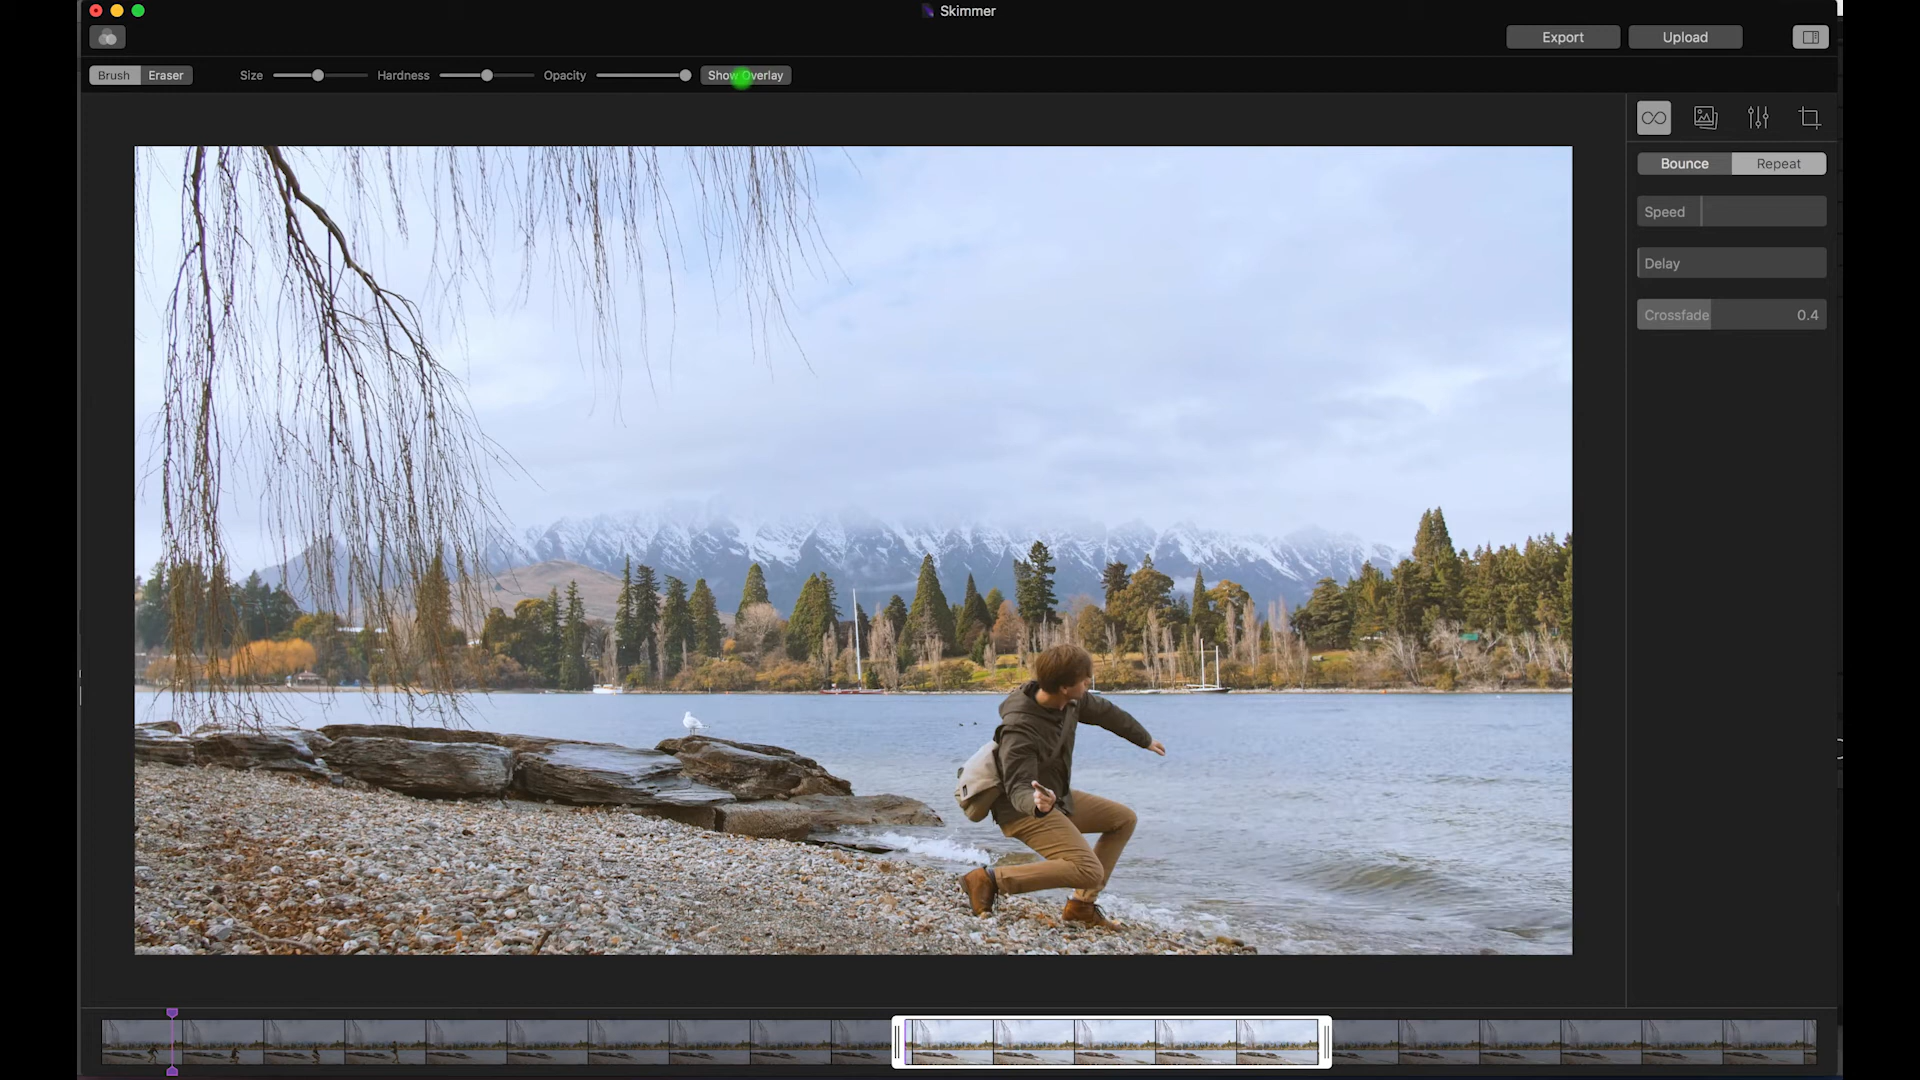 Skimmer
Export Upload
Brush Eraser Size Hardness Opacity Show Overlay
Bounce Repeat
Speed
Delay
Crossfade 0.4